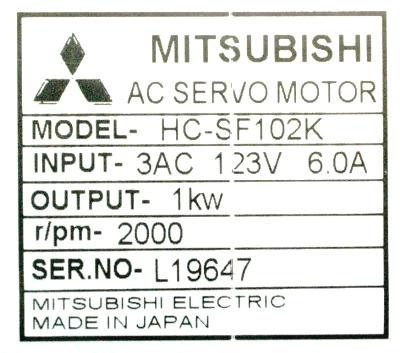 MITSUBISHI
AC SERVO MOTOR
MODEL- HC-SF102K
INPUT- 3AC 123V 6.0A
OUTPUT- 1kw
r/pm- 2000
SER.NO- L19647
MITSUBISHI ELECTRIC
MADE IN JAPAN